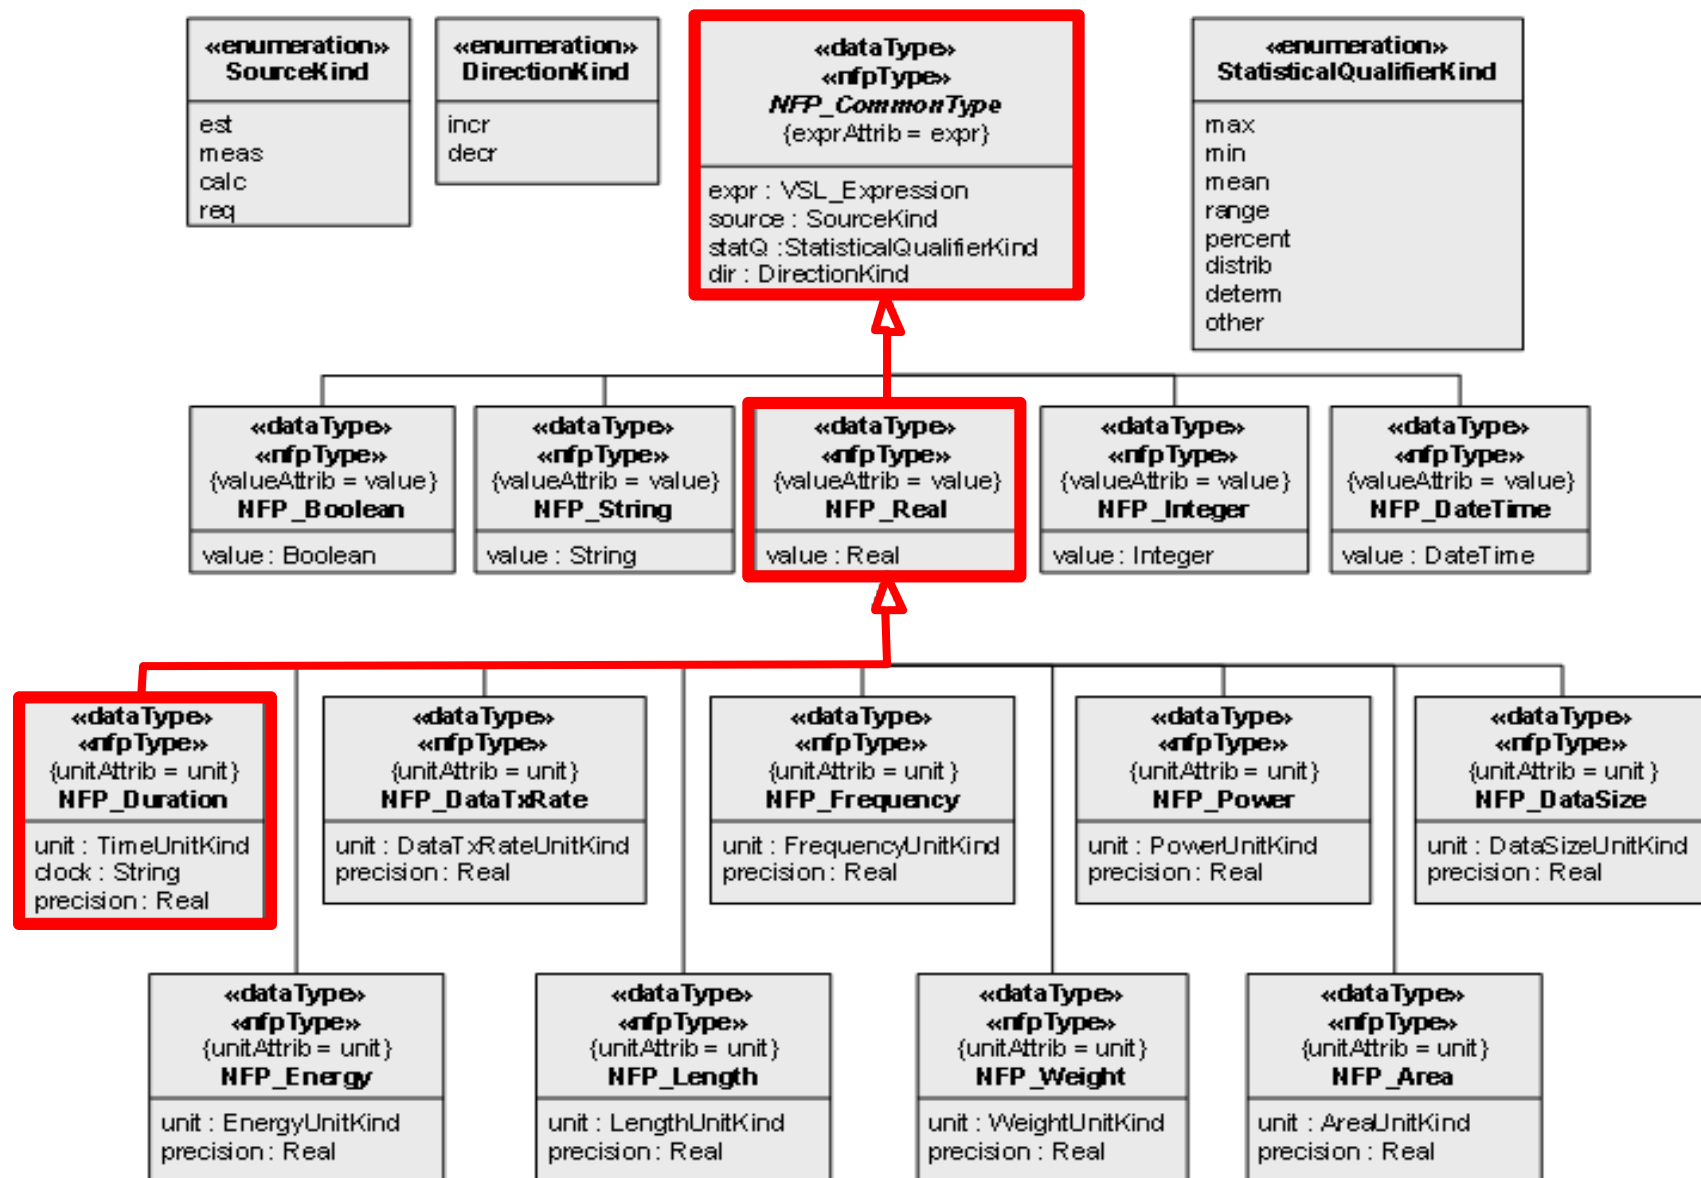 «enumeration»
SourceKind
est
meas
calc
req
«enumeration»
DirectionKind
incr
decr
«dataType»
«nfpType»
NFP_CommonType
{exprAttrib = expr}
expr : VSL_Expression
source : SourceKind
statQ :StatisticalQualifierKind
dir : DirectionKind
«enumeration»
StatisticalQualifierKind
max
min
mean
range
percent
distrib
determ
other
«dataType»
«nfpType»
{valueAttrib = value}
NFP_Boolean
value : Boolean
«dataType»
«nfpType»
{valueAttrib = value}
NFP_String
value : String
«dataType»
«nfpType»
{valueAttrib = value}
NFP_Real
value : Real
«dataType»
«nfpType»
{valueAttrib = value}
NFP_Integer
value : Integer
«dataType»
«nfpType»
{valueAttrib = value}
NFP_DateTime
value : DateTime
«dataType»
«nfpType»
{unitAttrib = unit}
NFP_Duration
unit : TimeUnitKind
clock : String
precision : Real
«dataType»
«nfpType»
{unitAttrib = unit}
NFP_DataTxRate
unit : DataTxRateUnitKind
precision : Real
«dataType»
«nfpType»
{unitAttrib = unit }
NFP_Frequency
unit : FrequencyUnitKind
precision : Real
«dataType»
«nfpType»
{unitAttrib = unit}
NFP_Power
unit : PowerUnitKind
precision : Real
«dataType»
«nfpType»
{unitAttrib = unit }
NFP_DataSize
unit : DataSizeUnitKind
precision : Real
«dataType»
«nfpType»
{unitAttrib = unit}
NFP_Energy
unit : EnergyUnitKind
precision : Real
«dataType»
«nfpType»
{unitAttrib = unit}
NFP_Length
unit : LengthUnitKind
precision : Real
«dataType»
«nfpType»
{unitAttrib = unit}
NFP_Weight
unit : WeightUnitKind
precision : Real
«dataType»
«nfpType»
{unitAttrib = unit}
NFP_Area
unit : AreaUnitKind
precision : Real